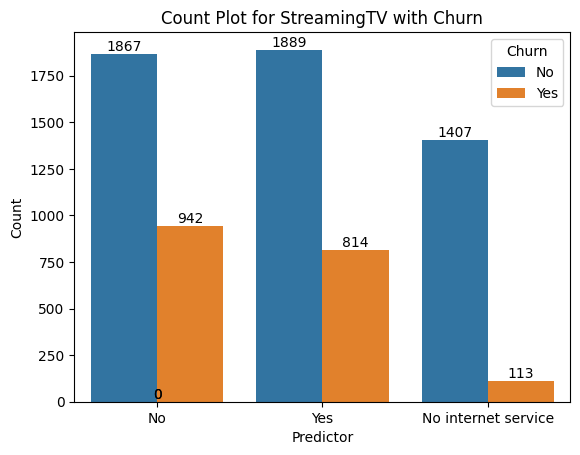 Count Plot for StreamingTV with Churn
Churn
No
Yes
1867
1889
1407
942
814
113
0
1750
1500
1250
1000
750
500
250
0
Count
No
Yes
No internet service
Predictor